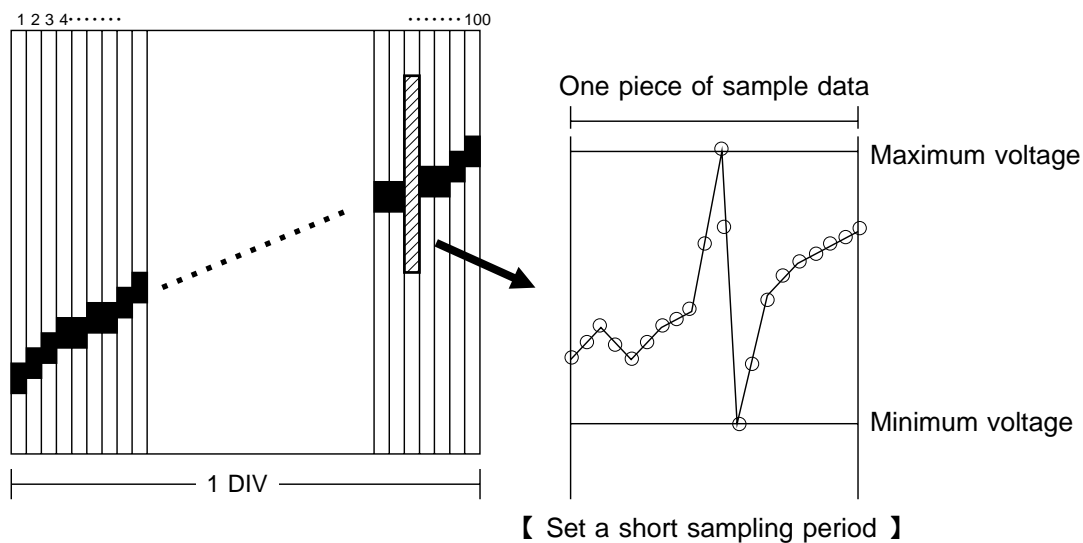 1 2 3 4 ······· ······· 100
One piece of sample data
Maximum voltage
Minimum voltage
1 DIV
【 Set a short sampling period 】